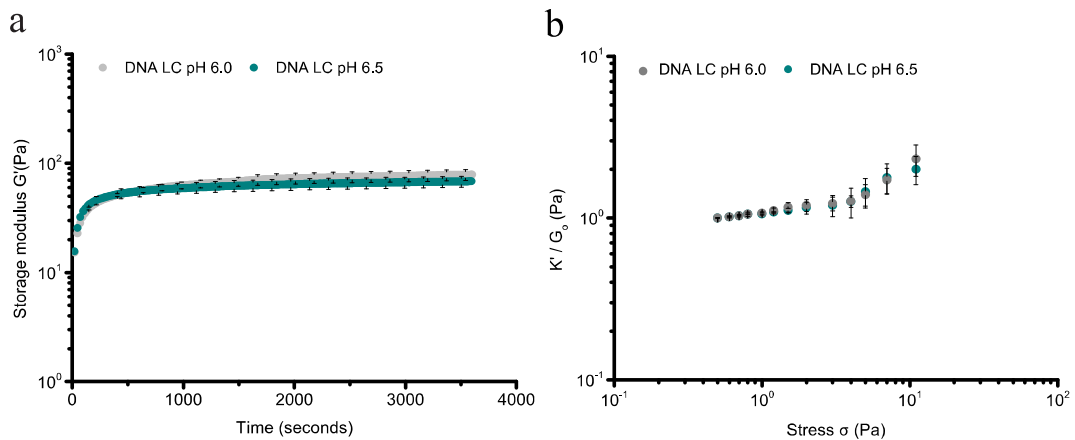 a
DNA LC pH 6.0
DNA LC pH 6.5
Storage modulus G'(Pa)
10³
10²
10¹
10⁰
0
1000
2000
3000
4000
Time (seconds)
b
DNA LC pH 6.0
DNA LC pH 6.5
K' / G₀ (Pa)
10¹
10⁰
10⁻¹
10⁻¹
10⁰
10¹
10²
Stress σ (Pa)